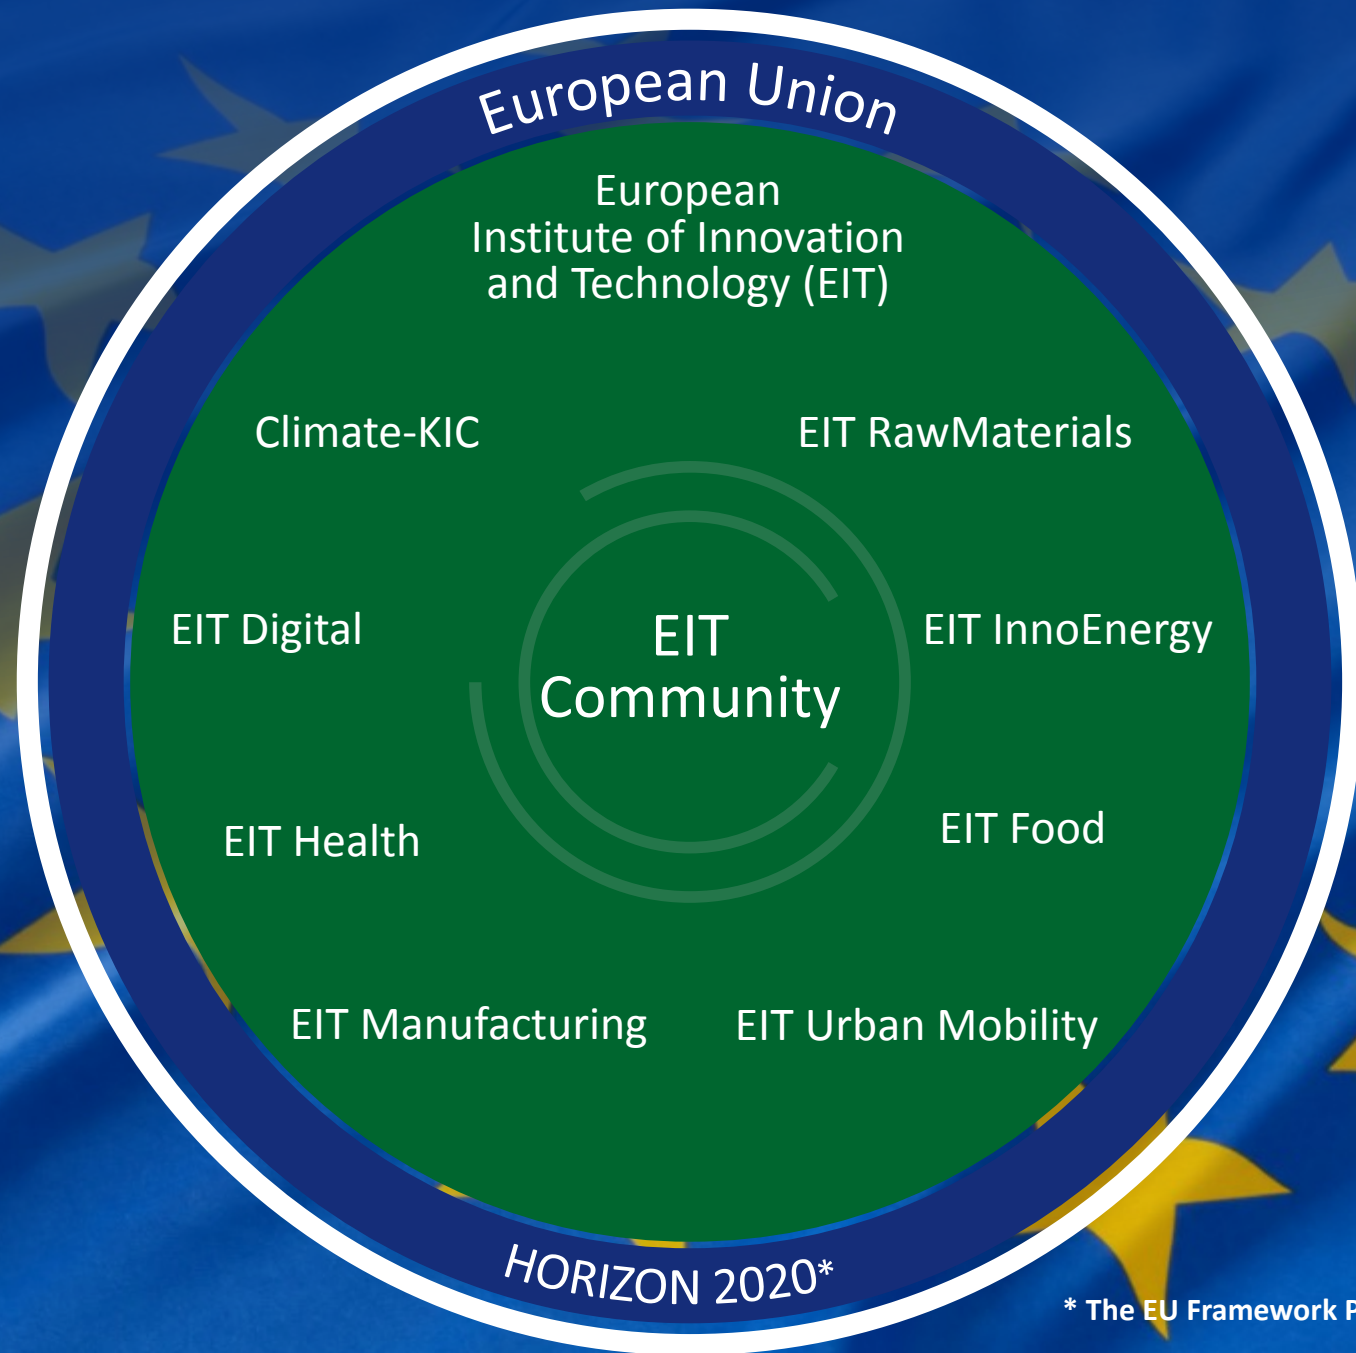 European Union
European
Institute of Innovation
and Technology (EIT)
Climate-KIC
EIT RawMaterials
EIT Digital
EIT
Community
EIT InnoEnergy
EIT Health
EIT Food
EIT Manufacturing
EIT Urban Mobility
HORIZON 2020*
* The EU Framework